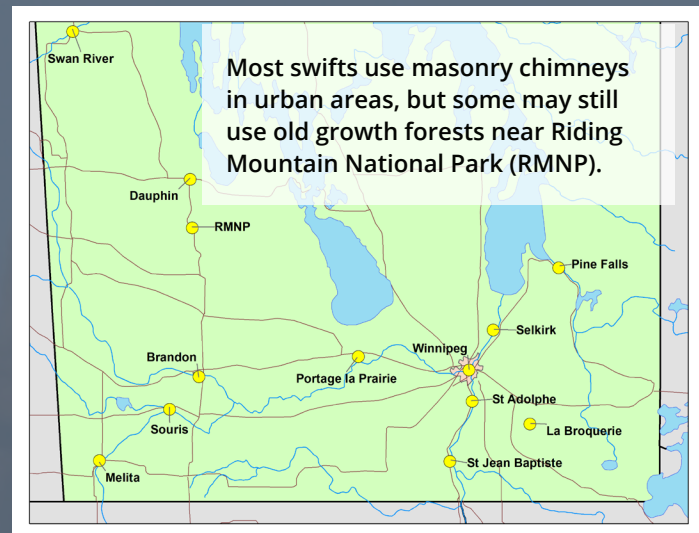 Swan River
Most swifts use masonry chimneys
in urban areas, but some may still
use old growth forests near Riding
Mountain National Park (RMNP).
Dauphin
RMNP
Pine Falls
Selkirk
Winnipeg
Brandon
Portage la Prairie
St Adolphe
Souris
La Broquerie
St Jean Baptiste
Melita